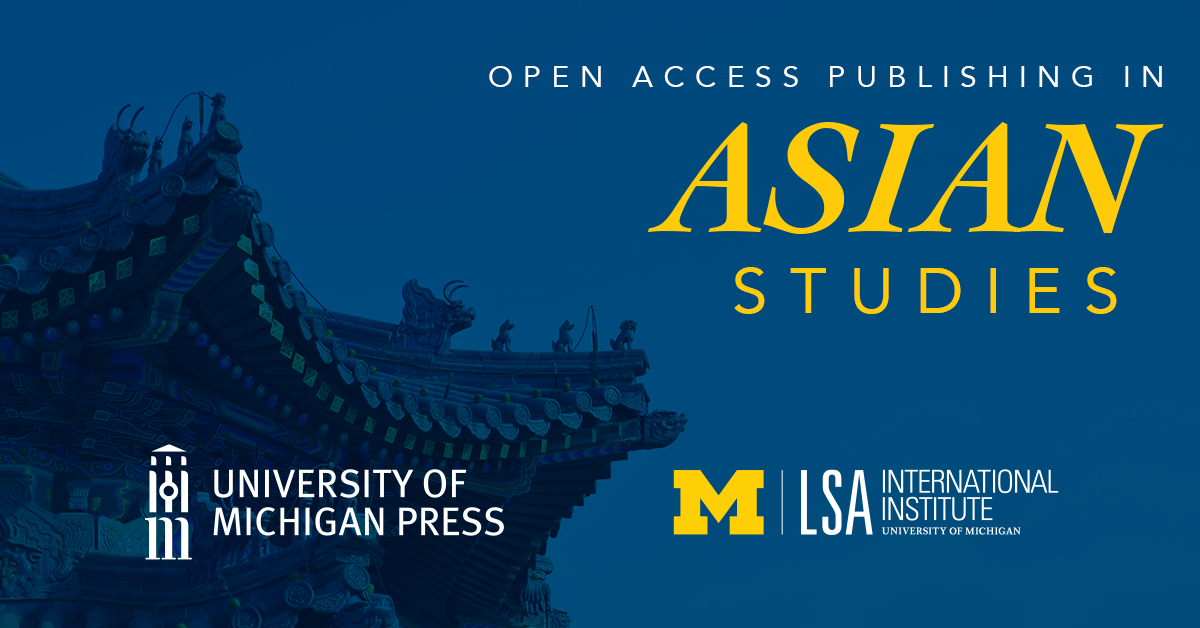 OPEN ACCESS PUBLISHING IN
ASIAN
STUDIES
UNIVERSITY OF
MICHIGAN PRESS
M
LSA
INTERNATIONAL
INSTITUTE
UNIVERSITY OF MICHIGAN